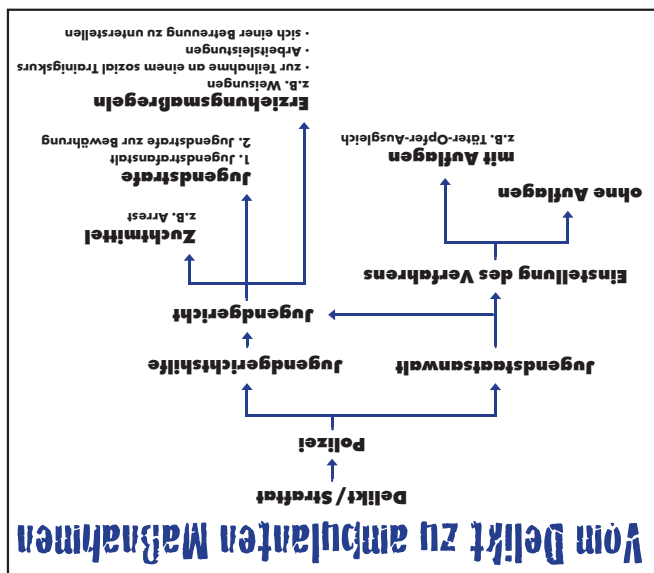 Vom Delikt zu ambulanten Maßnahmen
Delikt/Straftat
Polizei
Jugendstaatsanwalt
Jugendgerichtshilfe
Jugendgericht
Einstellung des Verfahrens
ohne Auflagen
mit Auflagen
z.B. Täter-Opfer-Ausgleich
Zuchtmittel
z.B. Arrest
Jugendstrafe
1. Jugendstrafanstalt
2. Jugendstrafe zur Bewährung
Erziehungsmaßregeln
z.B. Weisungen
· zur Teilnahme an einem sozial Trainigskurs
· Arbeitsleistungen
· sich einer Betreuung zu unterstellen